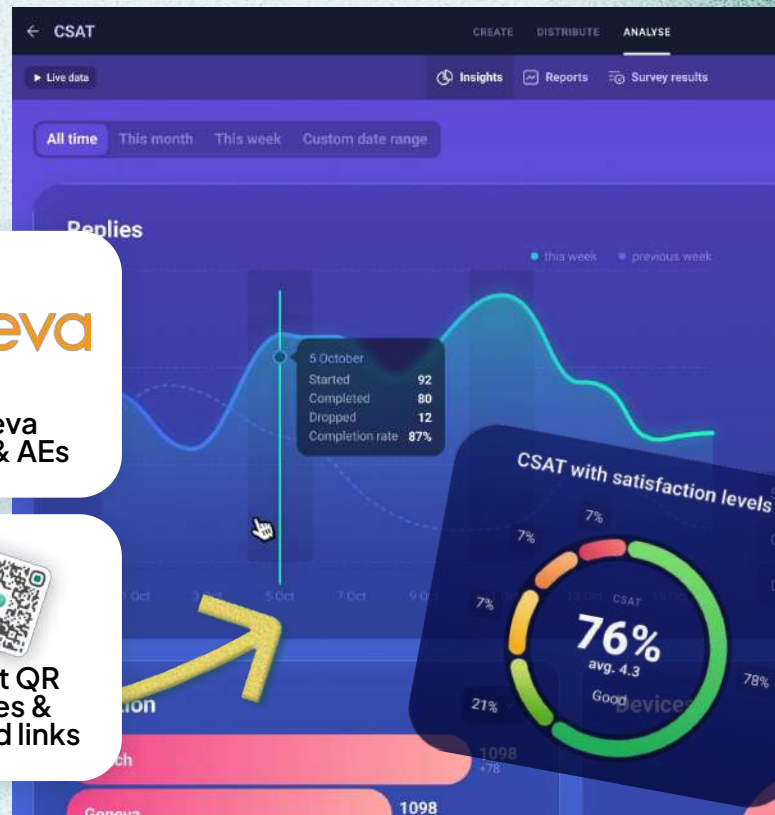 ← CSAT
CREATE DISTRIBUTE ANALYSE
Live data
Insights Reports Survey results
All time This month This week Custom date range
Replies
this week previous week
eva
eva
& AEs
5 October
Started 92
Completed 80
Dropped 12
Completion rate 87%
CSAT with satisfaction levels
7%
7%
7%
21%
78%
CSAT
76%
avg. 4.3
Good
Oct
5 Oct
7 Oct
t QR
es &
d links
ion
Devices
ch
1098
+78
Geneva
1098